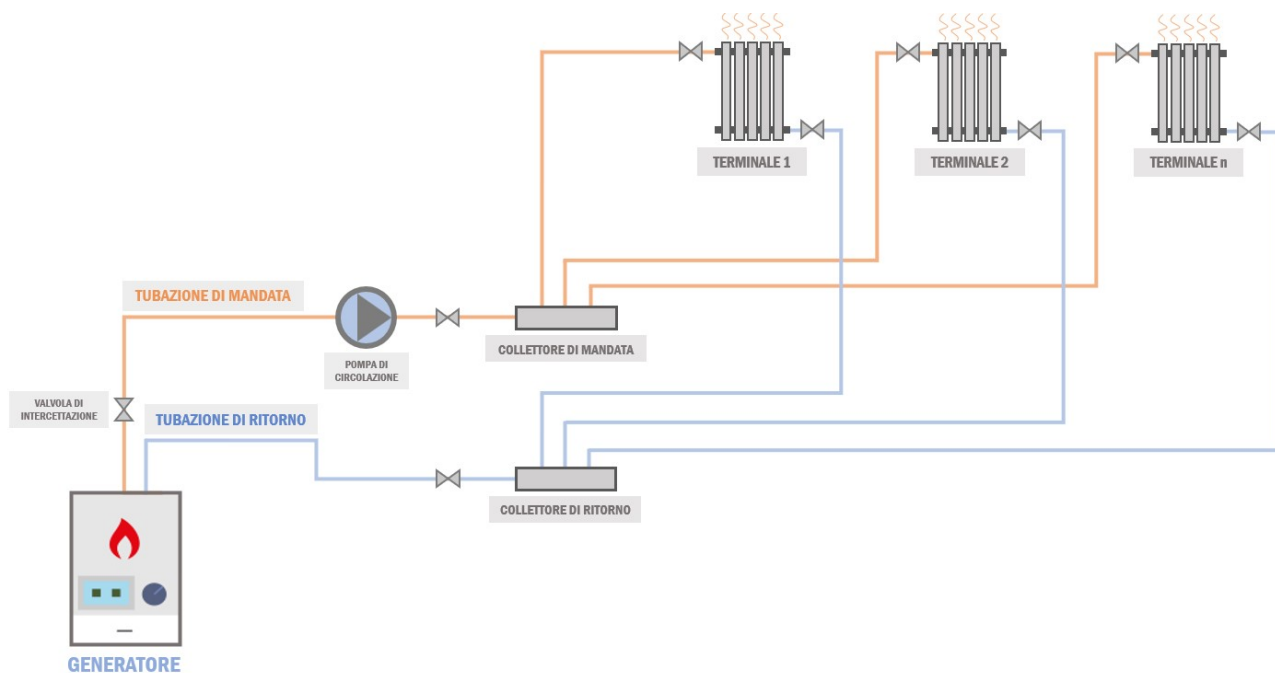 TERMINALE 1
TERMINALE 2
TERMINALE n
TUBAZIONE DI MANDATA
COLLETTORE DI MANDATA
POMPA DI
CIRCOLAZIONE
VALVOLA DI
INTERCETTAZIONE
TUBAZIONE DI RITORNO
COLLETTORE DI RITORNO
GENERATORE